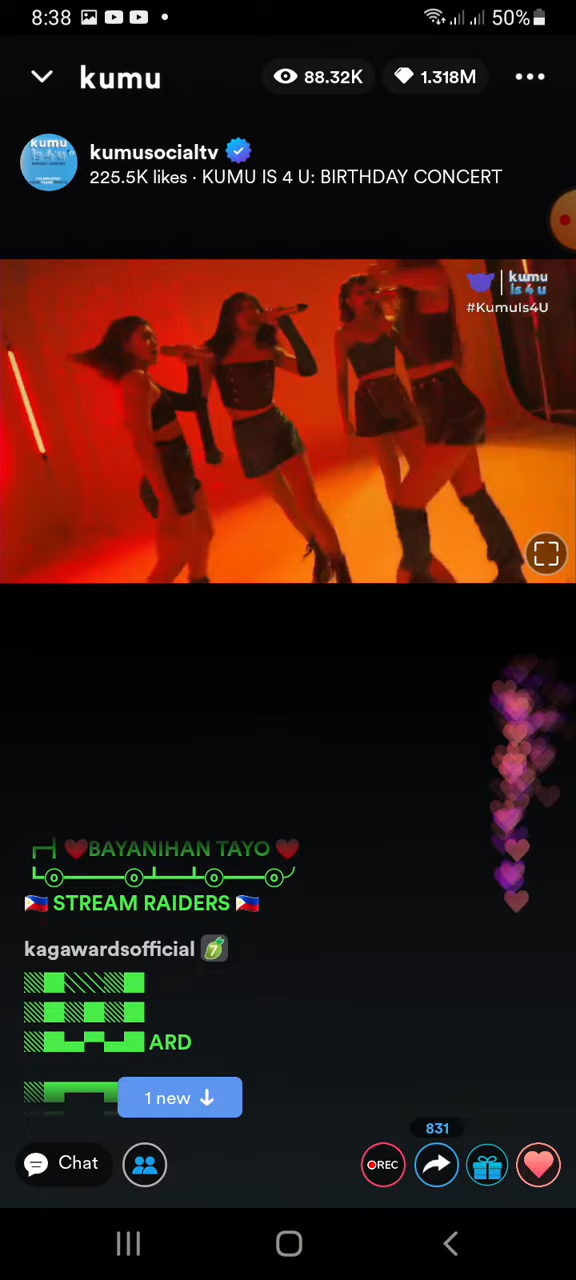 8:38
50%
kumu
88.32K
1.318M
kumusocialtv
225.5K likes · KUMU IS 4 U: BIRTHDAY CONCERT
kumu
is 4 u
#KumuIs4U
BAYANIHAN TAYO
STREAM RAIDERS
kagawardsofficial 7
ARD
1 new
831
Chat
REC